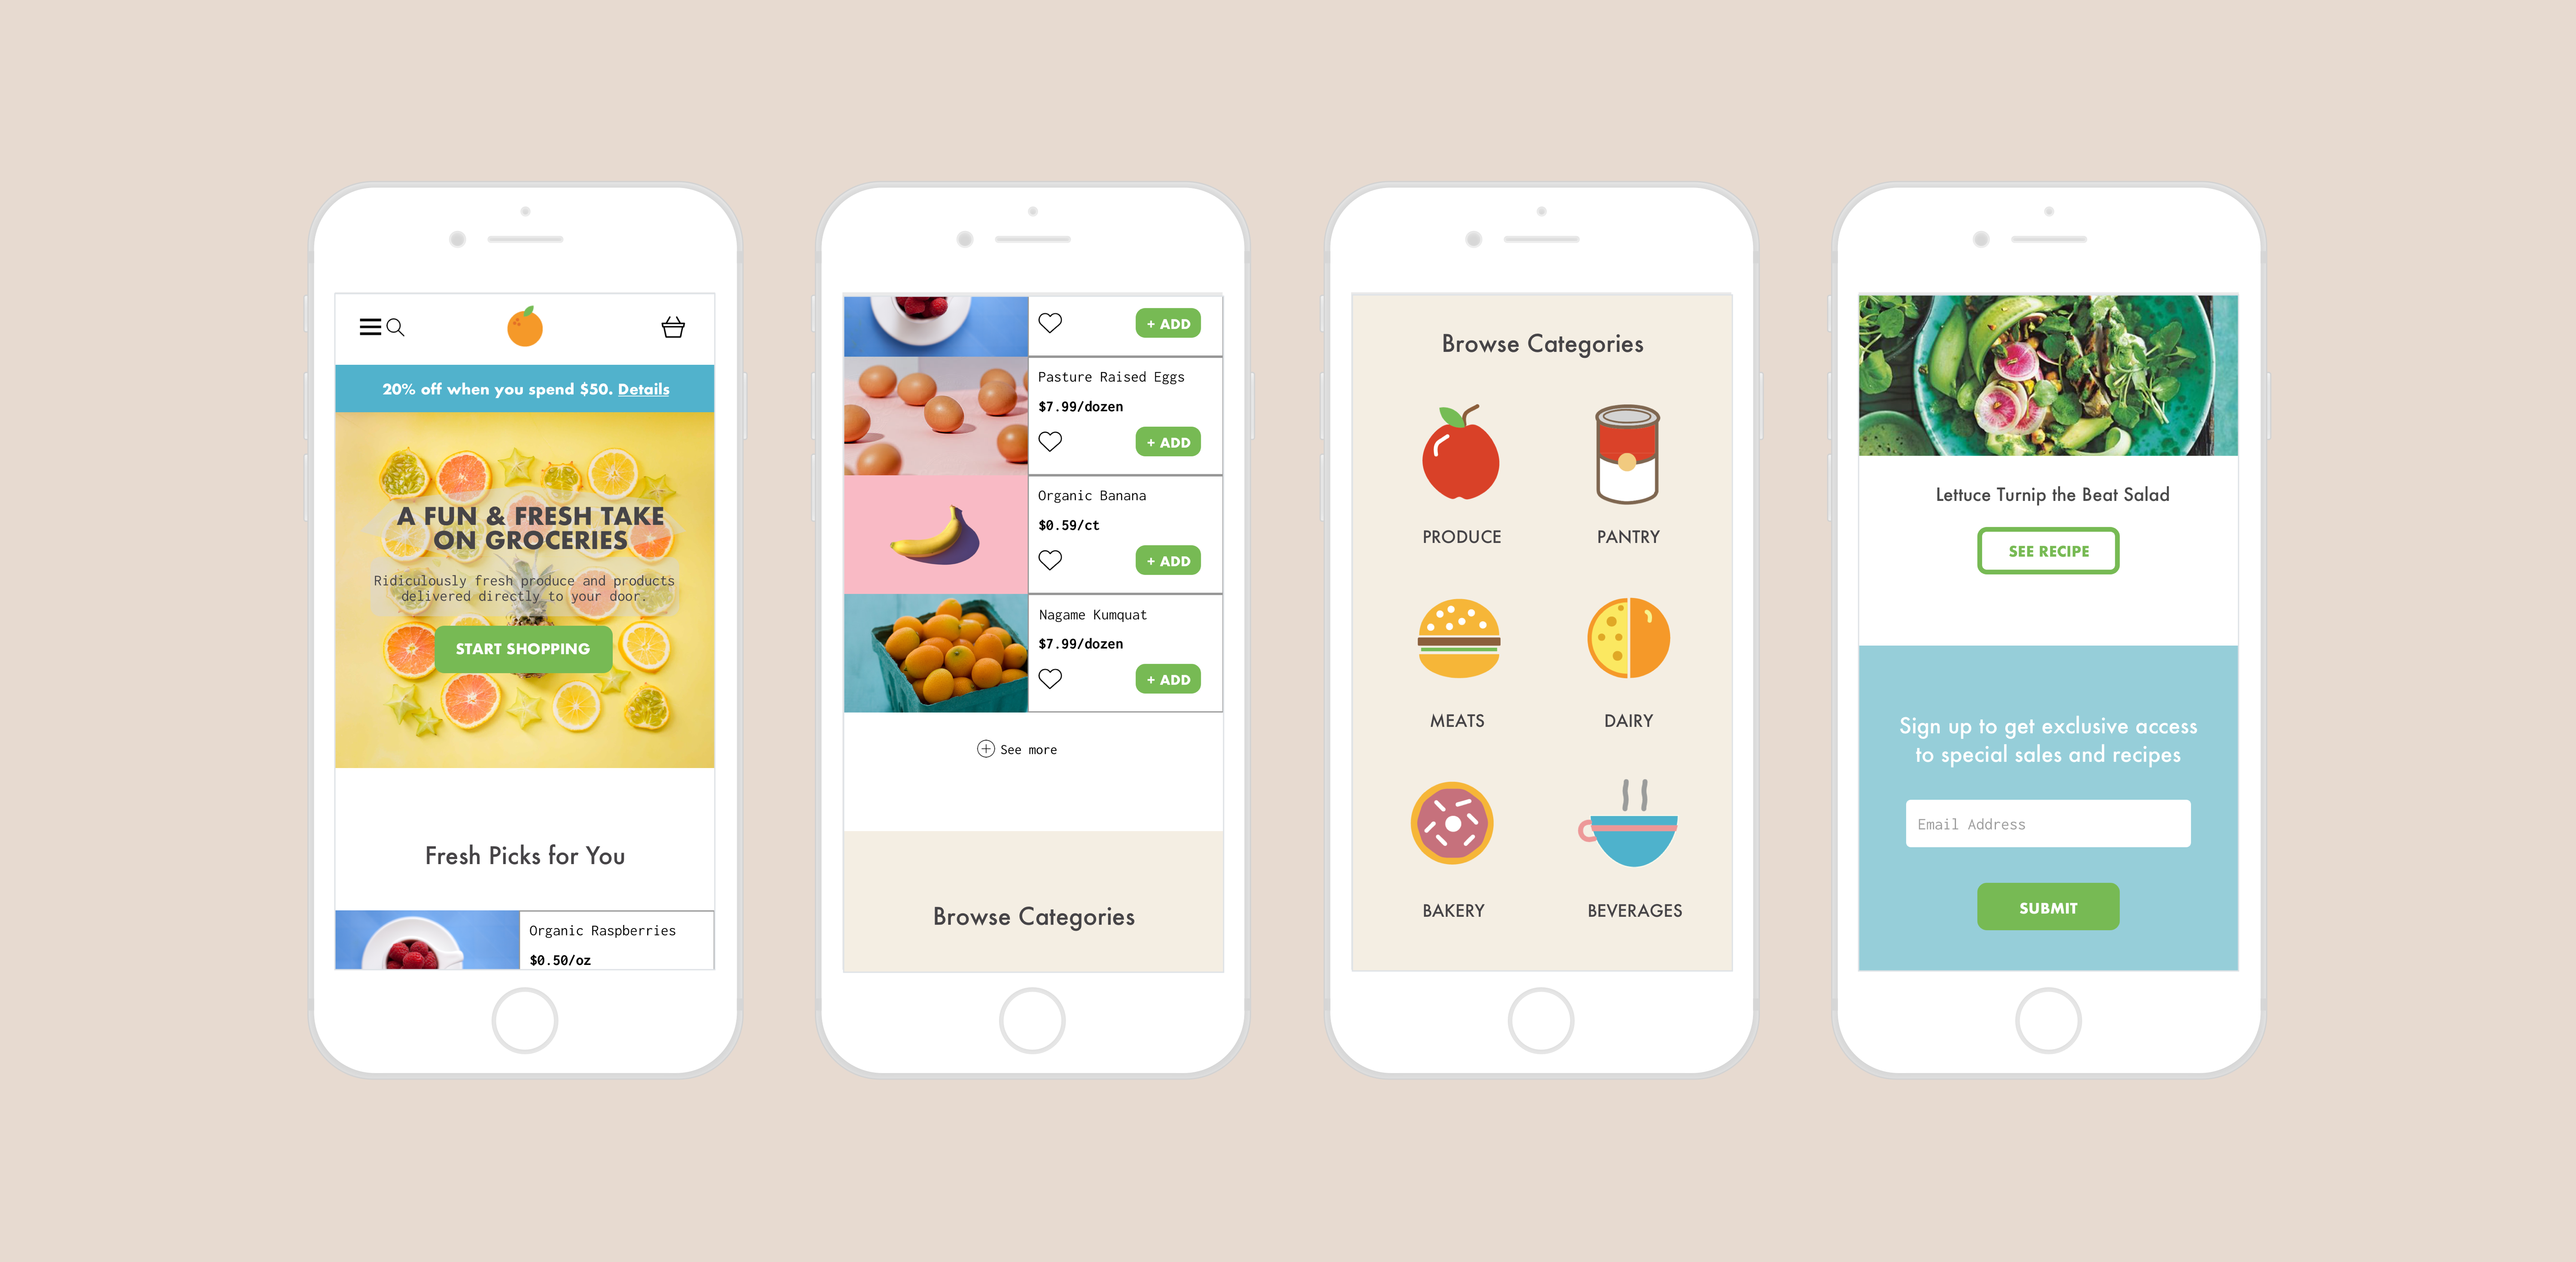 20% off when you spend $50. Details
A FUN & FRESH TAKE
ON GROCERIES
Ridiculously fresh produce and products
delivered directly to your door.
START SHOPPING
Fresh Picks for You
Organic Raspberries
$0.50/oz
+ ADD
Pasture Raised Eggs
$7.99/dozen
+ ADD
Organic Banana
$0.59/ct
+ ADD
Nagame Kumquat
$7.99/dozen
+ ADD
See more
Browse Categories
Browse Categories
PRODUCE
PANTRY
MEATS
DAIRY
BAKERY
BEVERAGES
Lettuce Turnip the Beat Salad
SEE RECIPE
Sign up to get exclusive access
to special sales and recipes
Email Address
SUBMIT